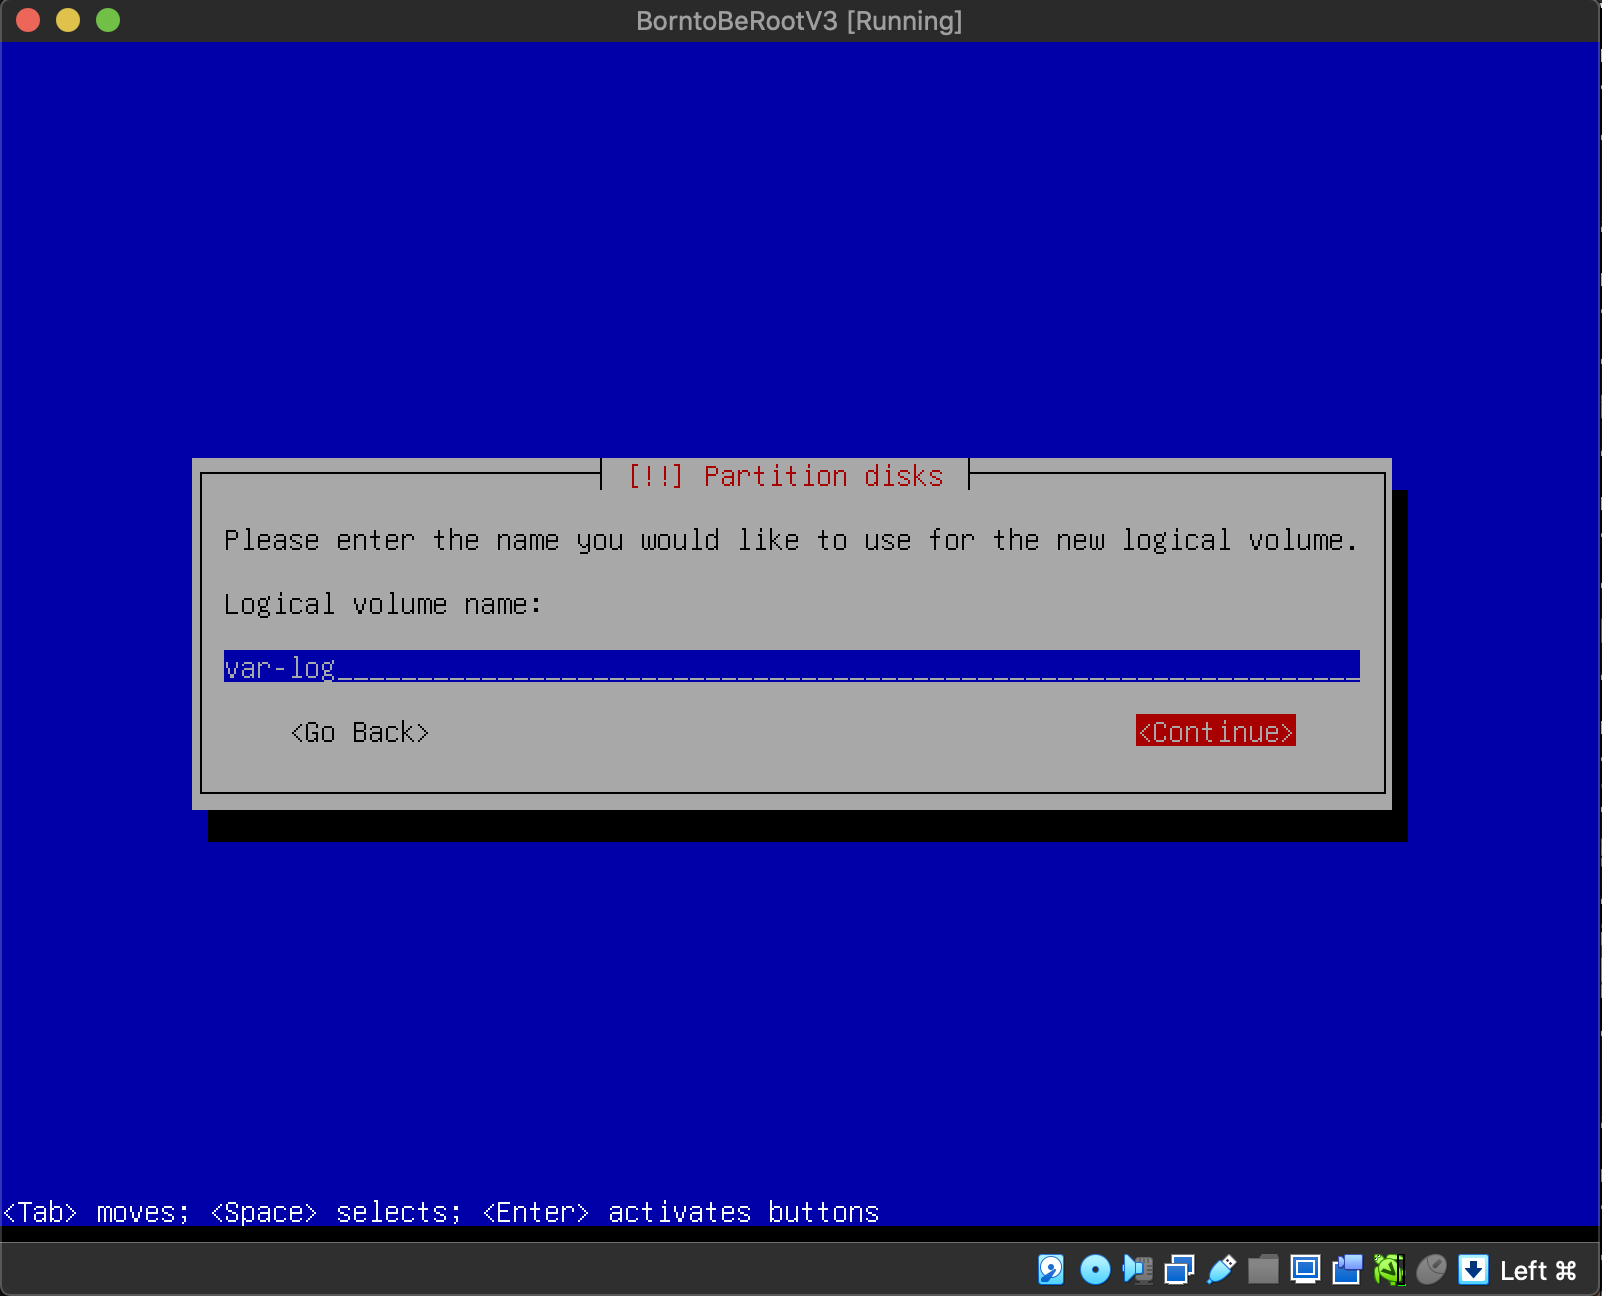 BorntoBeRootV3 [Running]
[!!] Partition disks
Please enter the name you would like to use for the new logical volume.
Logical volume name:
var-log
<Go Back>
<Continue>
<Tab> moves; <Space> selects; <Enter> activates buttons
Left ⌘